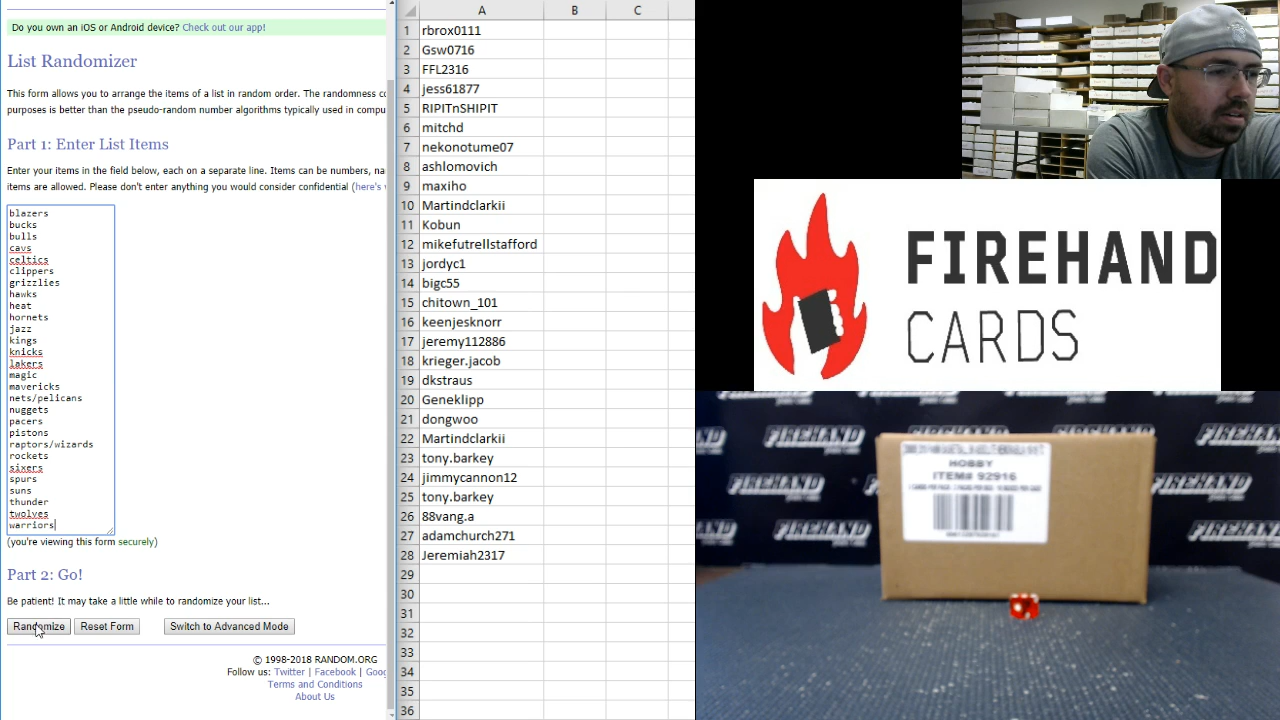 Do you own an iOS or Android device? Check out our app!
List Randomizer
This form allows you to arrange the items of a list in random order. The randomness co
purposes is better than the pseudo-random number algorithms typically used in compu
Part 1: Enter List Items
Enter your items in the field below, each on a separate line. Items can be numbers, na
items are allowed. Please don't enter anything you would consider confidential (here's
blazers
bucks
bulls
cavs
celtics
clippers
grizzlies
hawks
heat
hornets
jazz
kings
knicks
lakers
magic
mavericks
nets/pelicans
nuggets
pacers
pistons
raptors/wizards
rockets
sixers
spurs
suns
thunder
twolves
warriors
(you're viewing this form securely)
Part 2: Go!
Be patient! It may take a little while to randomize your list...
Randomize Reset Form Switch to Advanced Mode
© 1998-2018 RANDOM.ORG
Follow us: Twitter | Facebook | Goog
Terms and Conditions
About Us
A B C
1 rbrox0111
2 Gsw0716
3 FFL2316
4 jess61877
5 RIPITnSHIPIT
6 mitchd
7 nekonotume07
8 ashlomovich
9 maxiho
10 Martindclarkii
11 Kobun
12 mikefutrellstafford
13 jordyc1
14 bigc55
15 chitown_101
16 keenjesknorr
17 jeremy112886
18 krieger.jacob
19 dkstraus
20 Geneklipp
21 dongwoo
22 Martindclarkii
23 tony.barkey
24 jimmycannon12
25 tony.barkey
26 88vang.a
27 adamchurch271
28 Jeremiah2317
29
30
31
32
33
34
35
36
FIREHAND
CARDS
HOBBY
ITEM# 92916
FIREHAND
FIREHAND
FIREHAND
FIREHAND